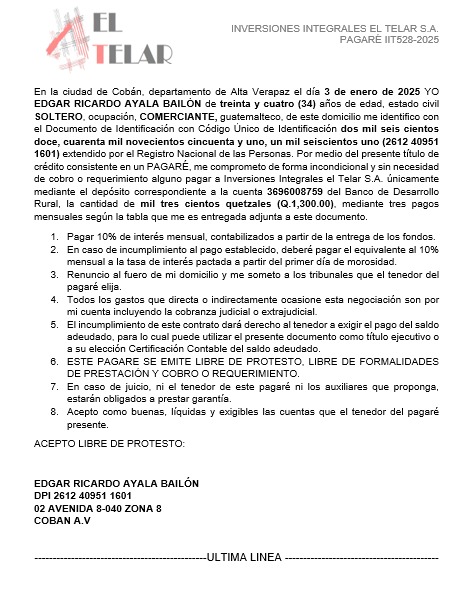 EL
TELAR
INVERSIONES INTEGRALES EL TELAR S.A.
PAGARÉ IIT528-2025
En la ciudad de Cobán, departamento de Alta Verapaz el día 3 de enero de 2025 YO
EDGAR RICARDO AYALA BAILÓN de treinta y cuatro (34) años de edad, estado civil
SOLTERO, ocupación, COMERCIANTE, guatemalteco, de este domicilio me identifico con
el Documento de Identificación con Código Único de Identificación dos mil seis cientos
doce, cuarenta mil novecientos cincuenta y uno, un mil seiscientos uno (2612 40951
1601) extendido por el Registro Nacional de las Personas. Por medio del presente título de
crédito consistente en un PAGARÉ, me comprometo de forma incondicional y sin necesidad
de cobro o requerimiento alguno pagar a Inversiones Integrales el Telar S.A. únicamente
mediante el depósito correspondiente a la cuenta 3696008759 del Banco de Desarrollo
Rural, la cantidad de mil tres cientos quetzales (Q.1,300.00), mediante tres pagos
mensuales según la tabla que me es entregada adjunta a este documento.
1. Pagar 10% de interés mensual, contabilizados a partir de la entrega de los fondos.
2. En caso de incumplimiento al pago establecido, deberé pagar el equivalente al 10%
mensual a la tasa de interés pactada a partir del primer día de morosidad.
3. Renuncio al fuero de mi domicilio y me someto a los tribunales que el tenedor del
pagaré elija.
4. Todos los gastos que directa o indirectamente ocasione esta negociación son por
mi cuenta incluyendo la cobranza judicial o extrajudicial.
5. El incumplimiento de este contrato dará derecho al tenedor a exigir el pago del saldo
adeudado, para lo cual puede utilizar el presente documento como título ejecutivo o
a su elección Certificación Contable del saldo adeudado.
6. ESTE PAGARE SE EMITE LIBRE DE PROTESTO, LIBRE DE FORMALIDADES
DE PRESTACIÓN Y COBRO O REQUERIMIENTO.
7. En caso de juicio, ni el tenedor de este pagaré ni los auxiliares que proponga,
estarán obligados a prestar garantía.
8. Acepto como buenas, líquidas y exigibles las cuentas que el tenedor del pagaré
presente.
ACEPTO LIBRE DE PROTESTO:
EDGAR RICARDO AYALA BAILÓN
DPI 2612 40951 1601
02 AVENIDA 8-040 ZONA 8
COBAN A.V
-----------------------------------------------ULTIMA LINEA ------------------------------------------